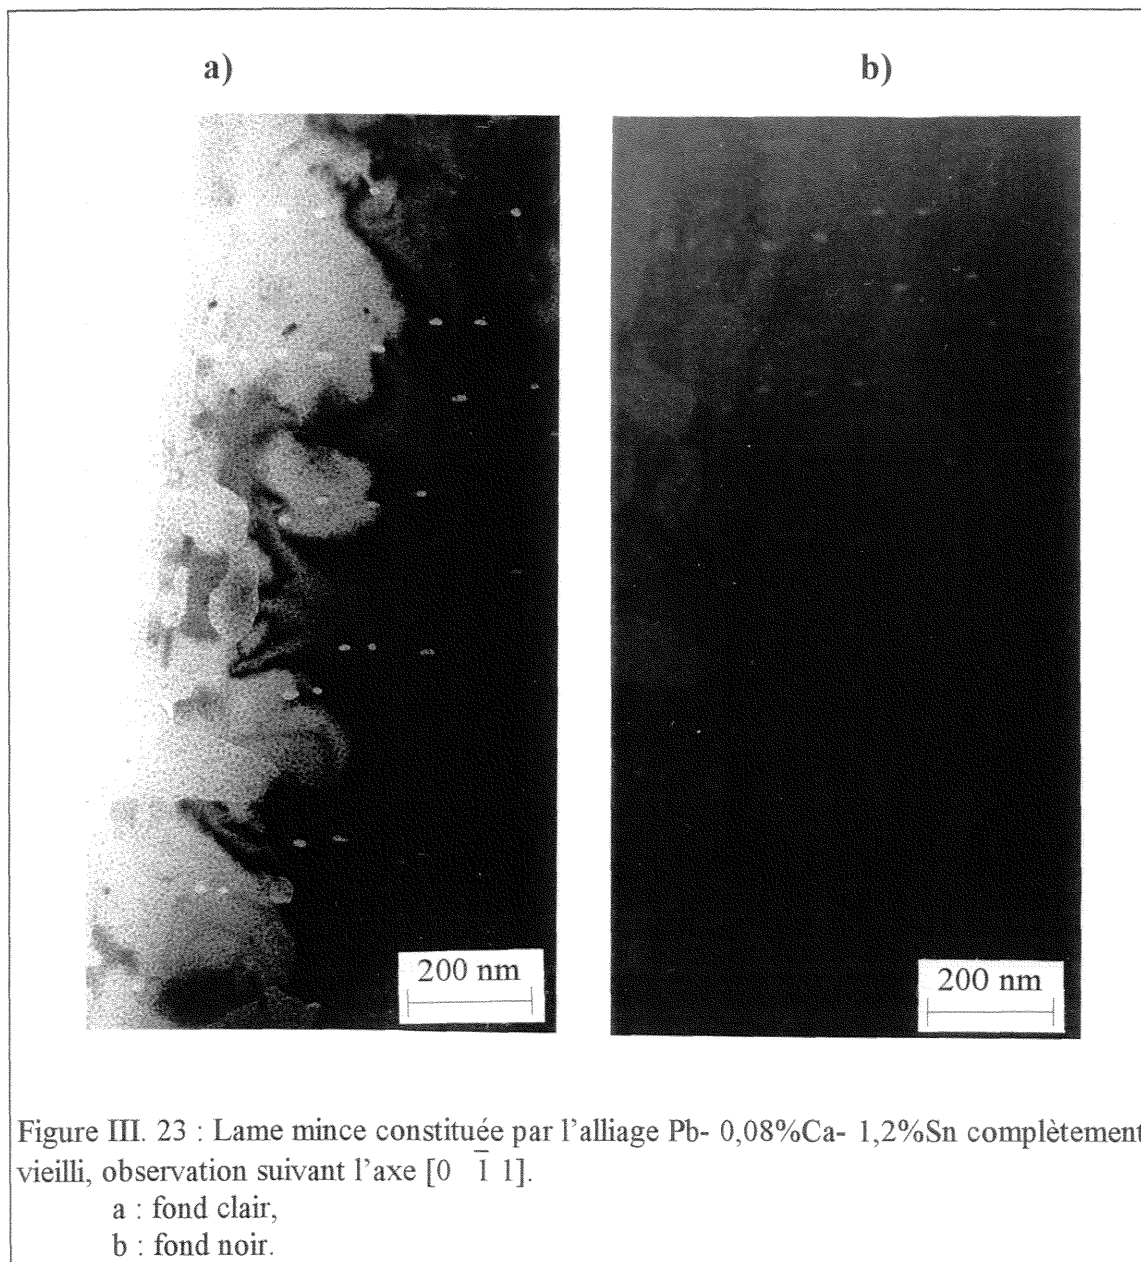 a)
b)
200 nm
200 nm
Figure III. 23 : Lame mince constituée par l'alliage Pb- 0,08%Ca- 1,2%Sn complètement
vieilli, observation suivant l'axe [0 1̅ 1].
a : fond clair,
b : fond noir.